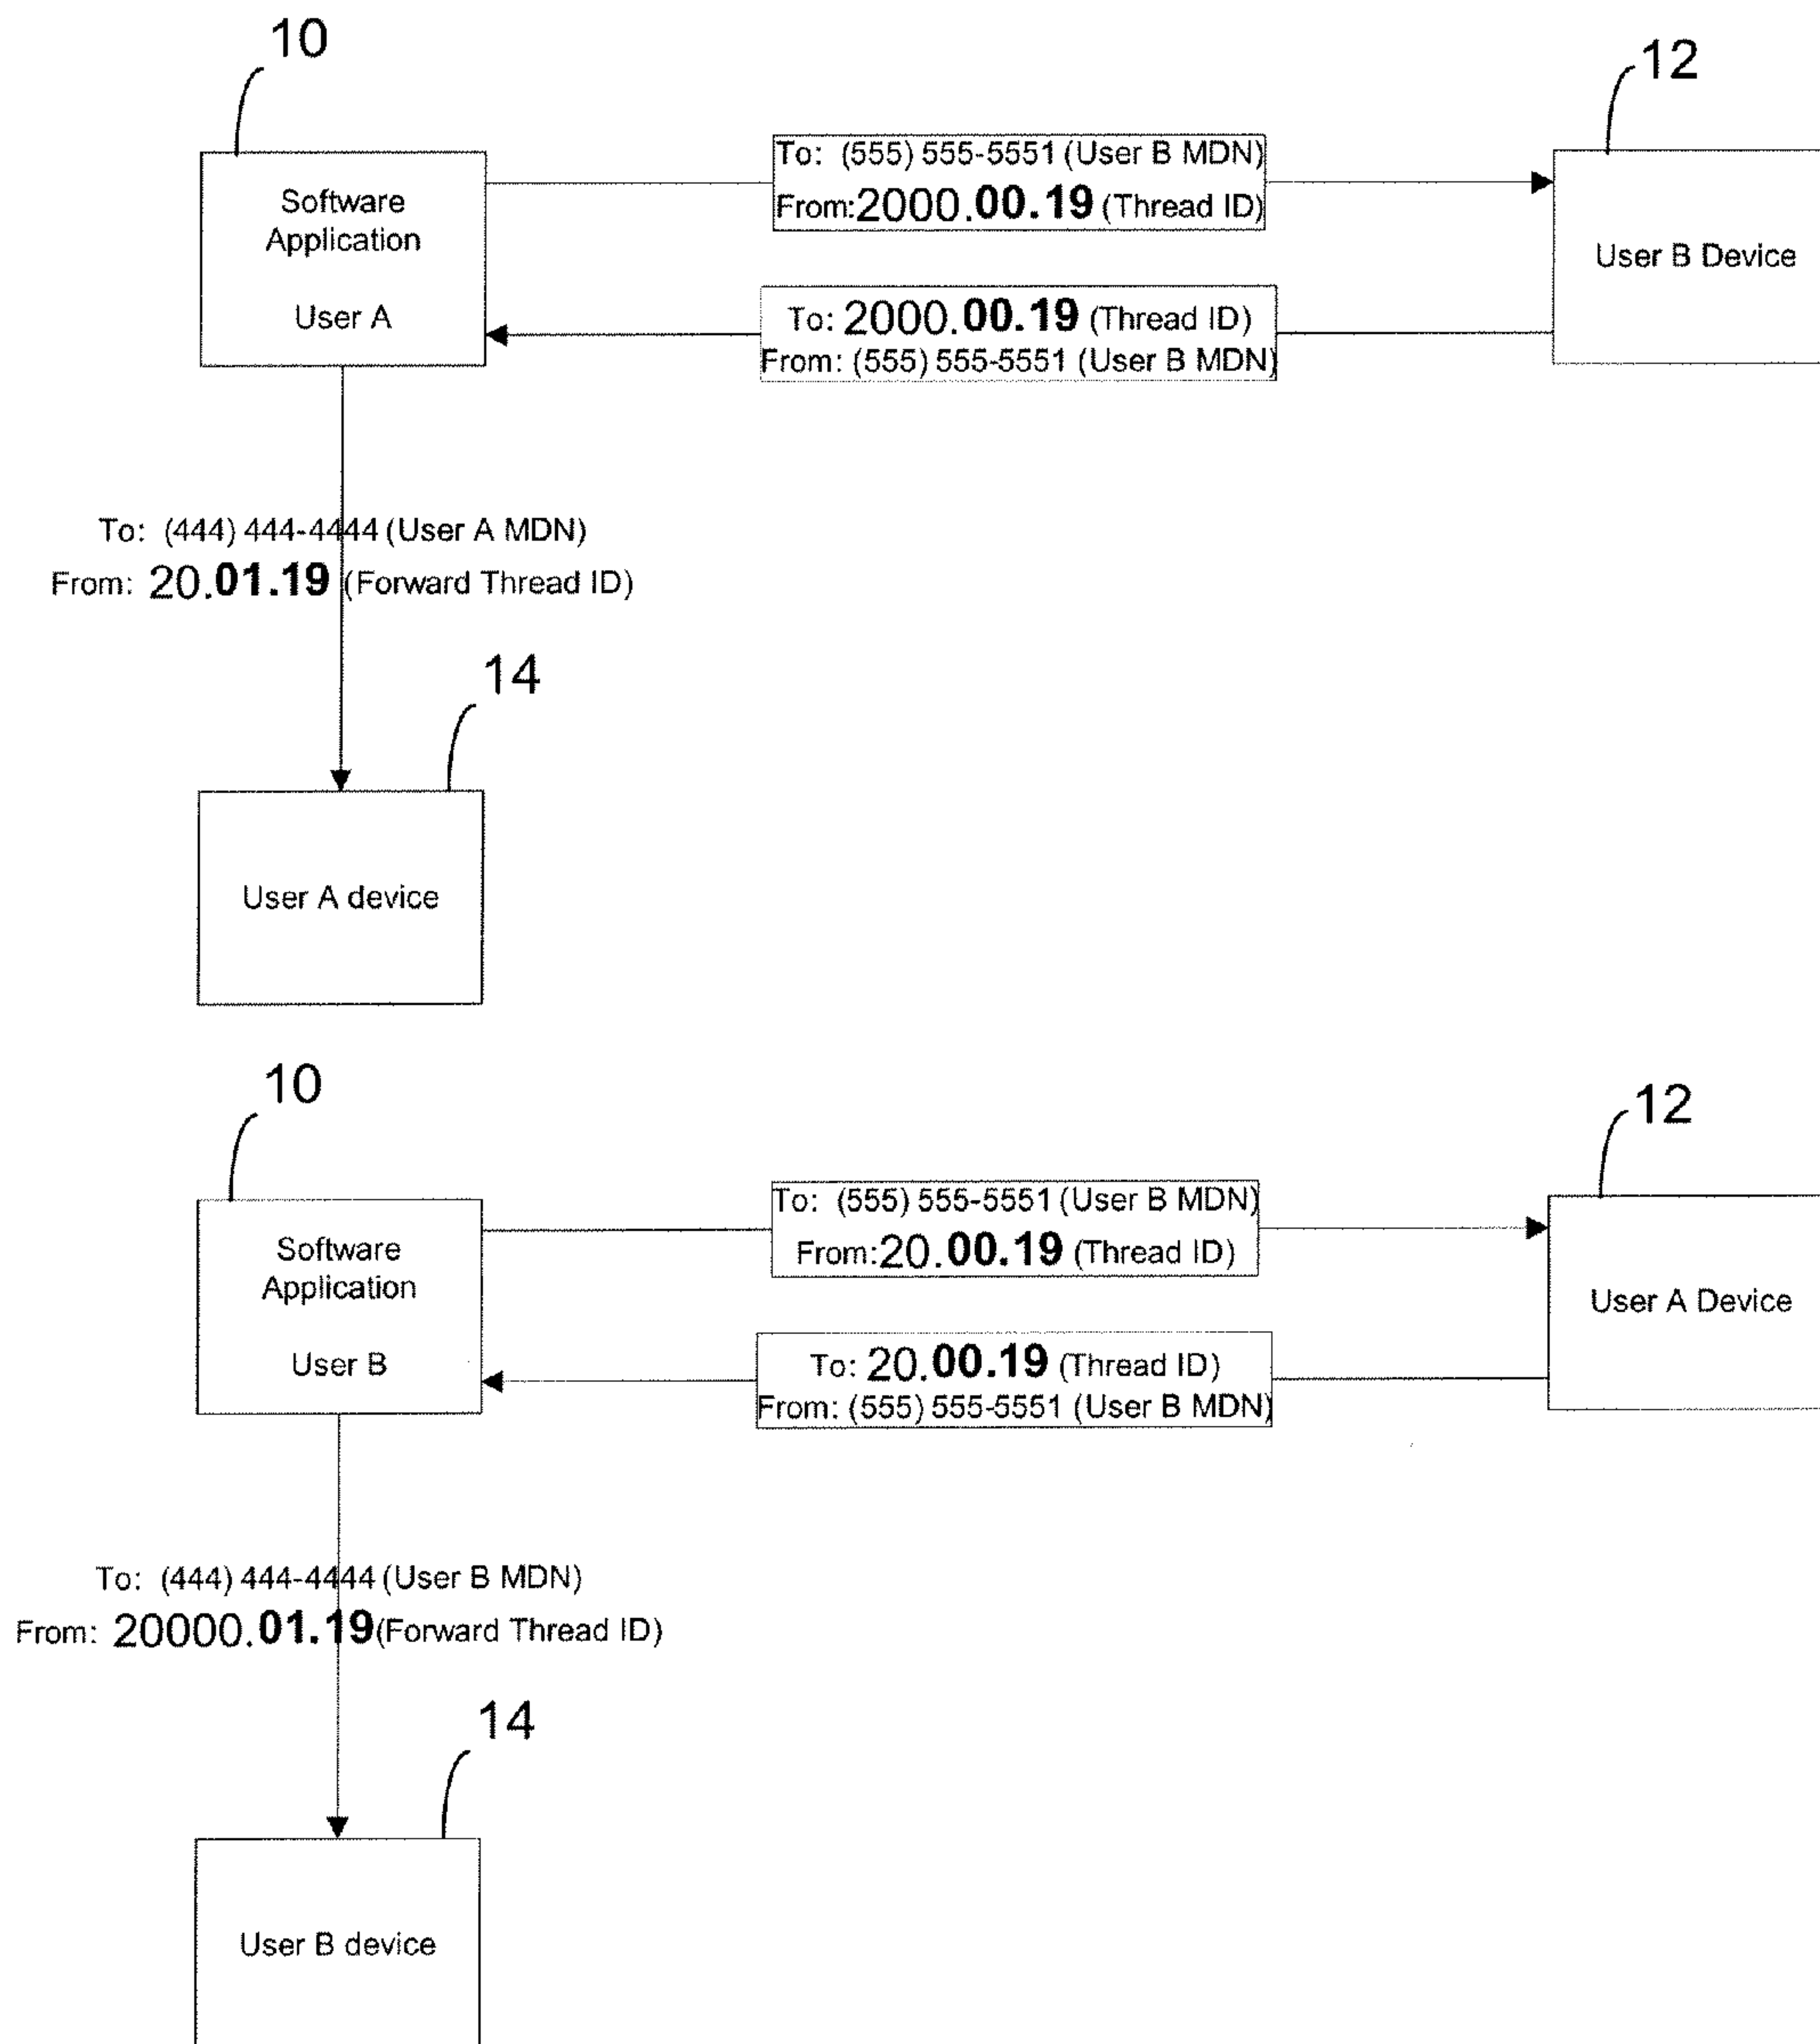 10
12
Software
Application
User A
To: (555) 555-5551 (User B MDN)
From:2000.00.19 (Thread ID)
User B Device
To: 2000.00.19 (Thread ID)
From: (555) 555-5551 (User B MDN)
To: (444) 444-4444 (User A MDN)
From: 20.01.19 (Forward Thread ID)
14
User A device
10
12
Software
Application
User B
To: (555) 555-5551 (User B MDN)
From:20.00.19 (Thread ID)
User A Device
To: 20.00.19 (Thread ID)
From: (555) 555-5551 (User B MDN)
To: (444) 444-4444 (User B MDN)
From: 20000.01.19(Forward Thread ID)
14
User B device